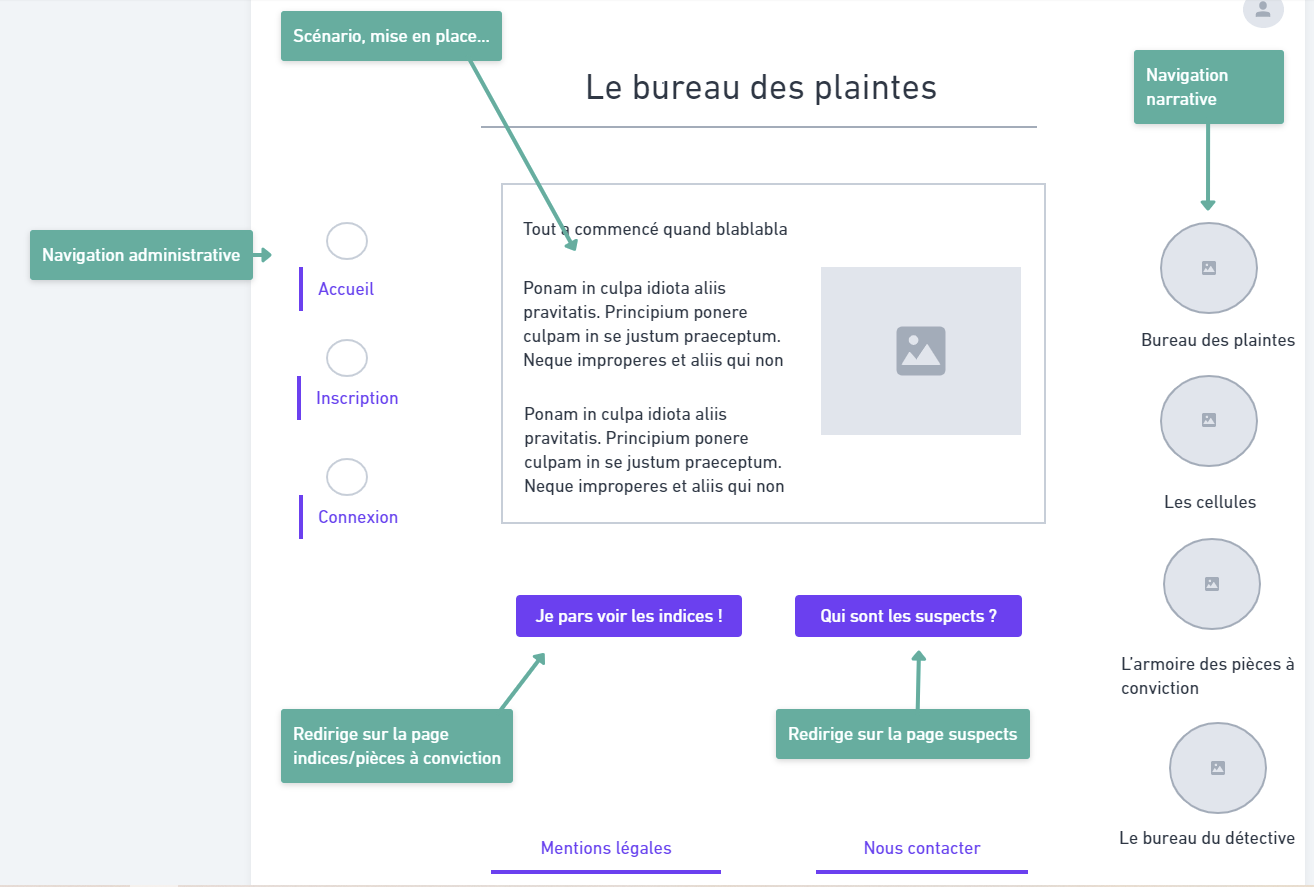 Scénario, mise en place...
Le bureau des plaintes
Navigation
narrative
Navigation administrative
Accueil
Inscription
Connexion
Tout a commencé quand blablabla
Ponam in culpa idiota aliis
pravitatis. Principium ponere
culpam in se justum praeceptum.
Neque improperes et aliis qui non
Ponam in culpa idiota aliis
pravitatis. Principium ponere
culpam in se justum praeceptum.
Neque improperes et aliis qui non
Bureau des plaintes
Les cellules
L’armoire des pièces à
conviction
Le bureau du détective
Je pars voir les indices !
Qui sont les suspects ?
Redirige sur la page
indices/pièces à conviction
Redirige sur la page suspects
Mentions légales
Nous contacter